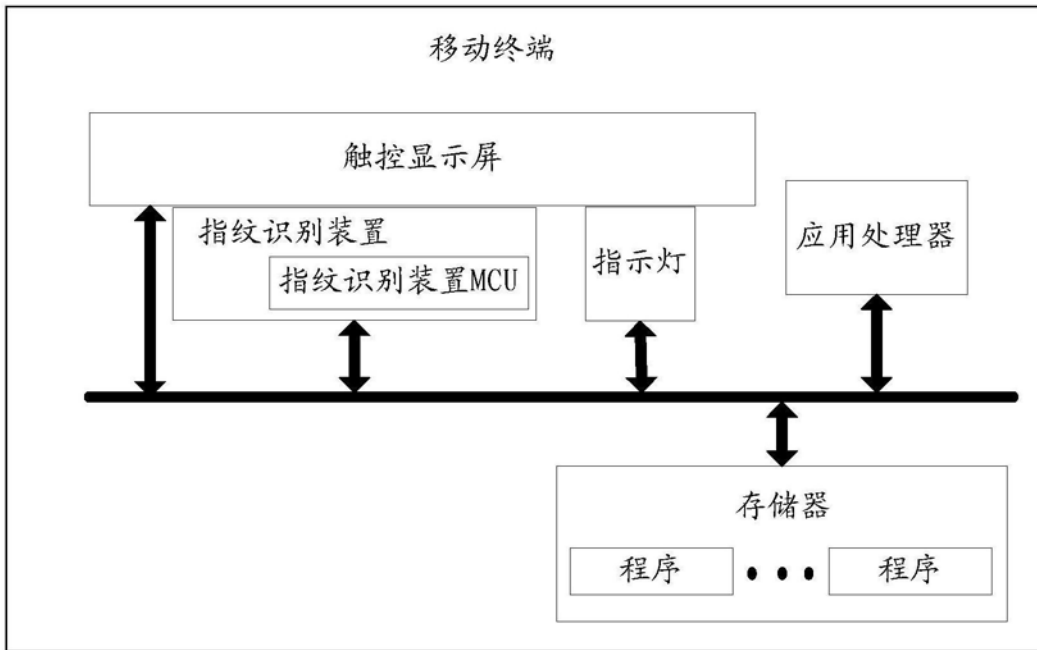 移动终端
触控显示屏
指纹识别装置
指纹识别装置MCU
指示灯
应用处理器
存储器
程序
程序